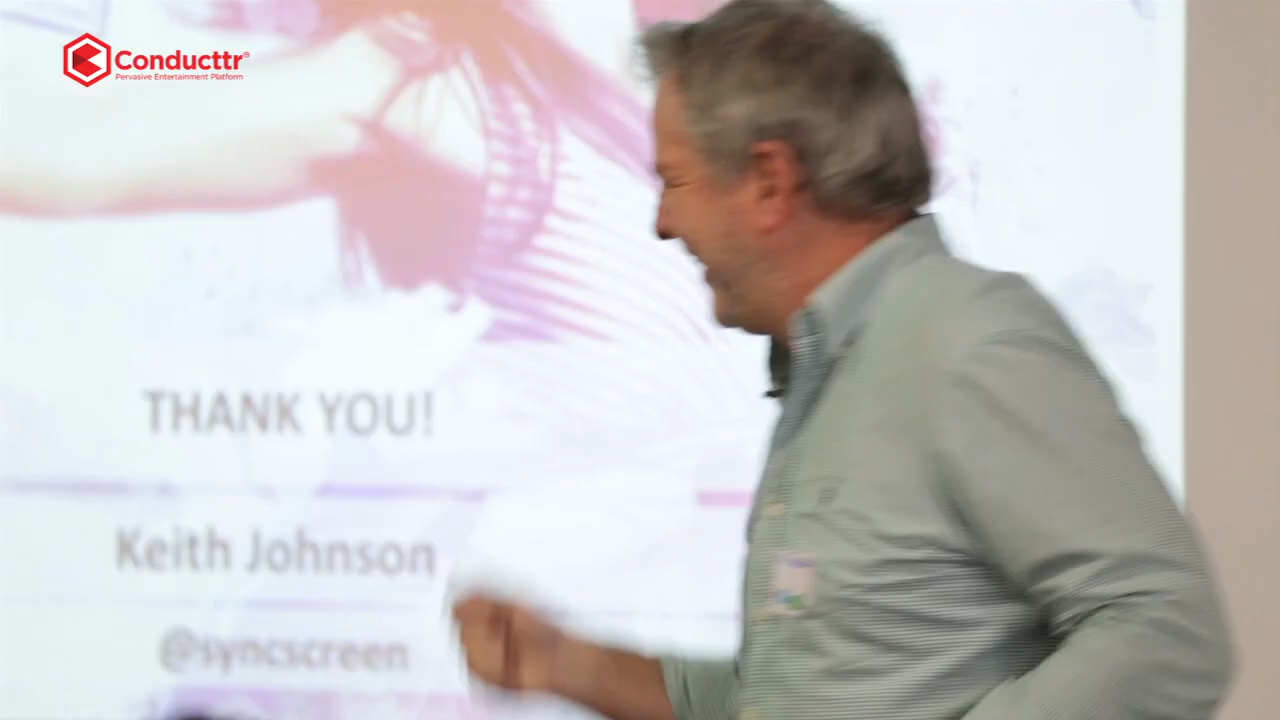 Conducttr
Pervasive Entertainment Platform
THANK YOU!
Keith Johnson
@syncscreen